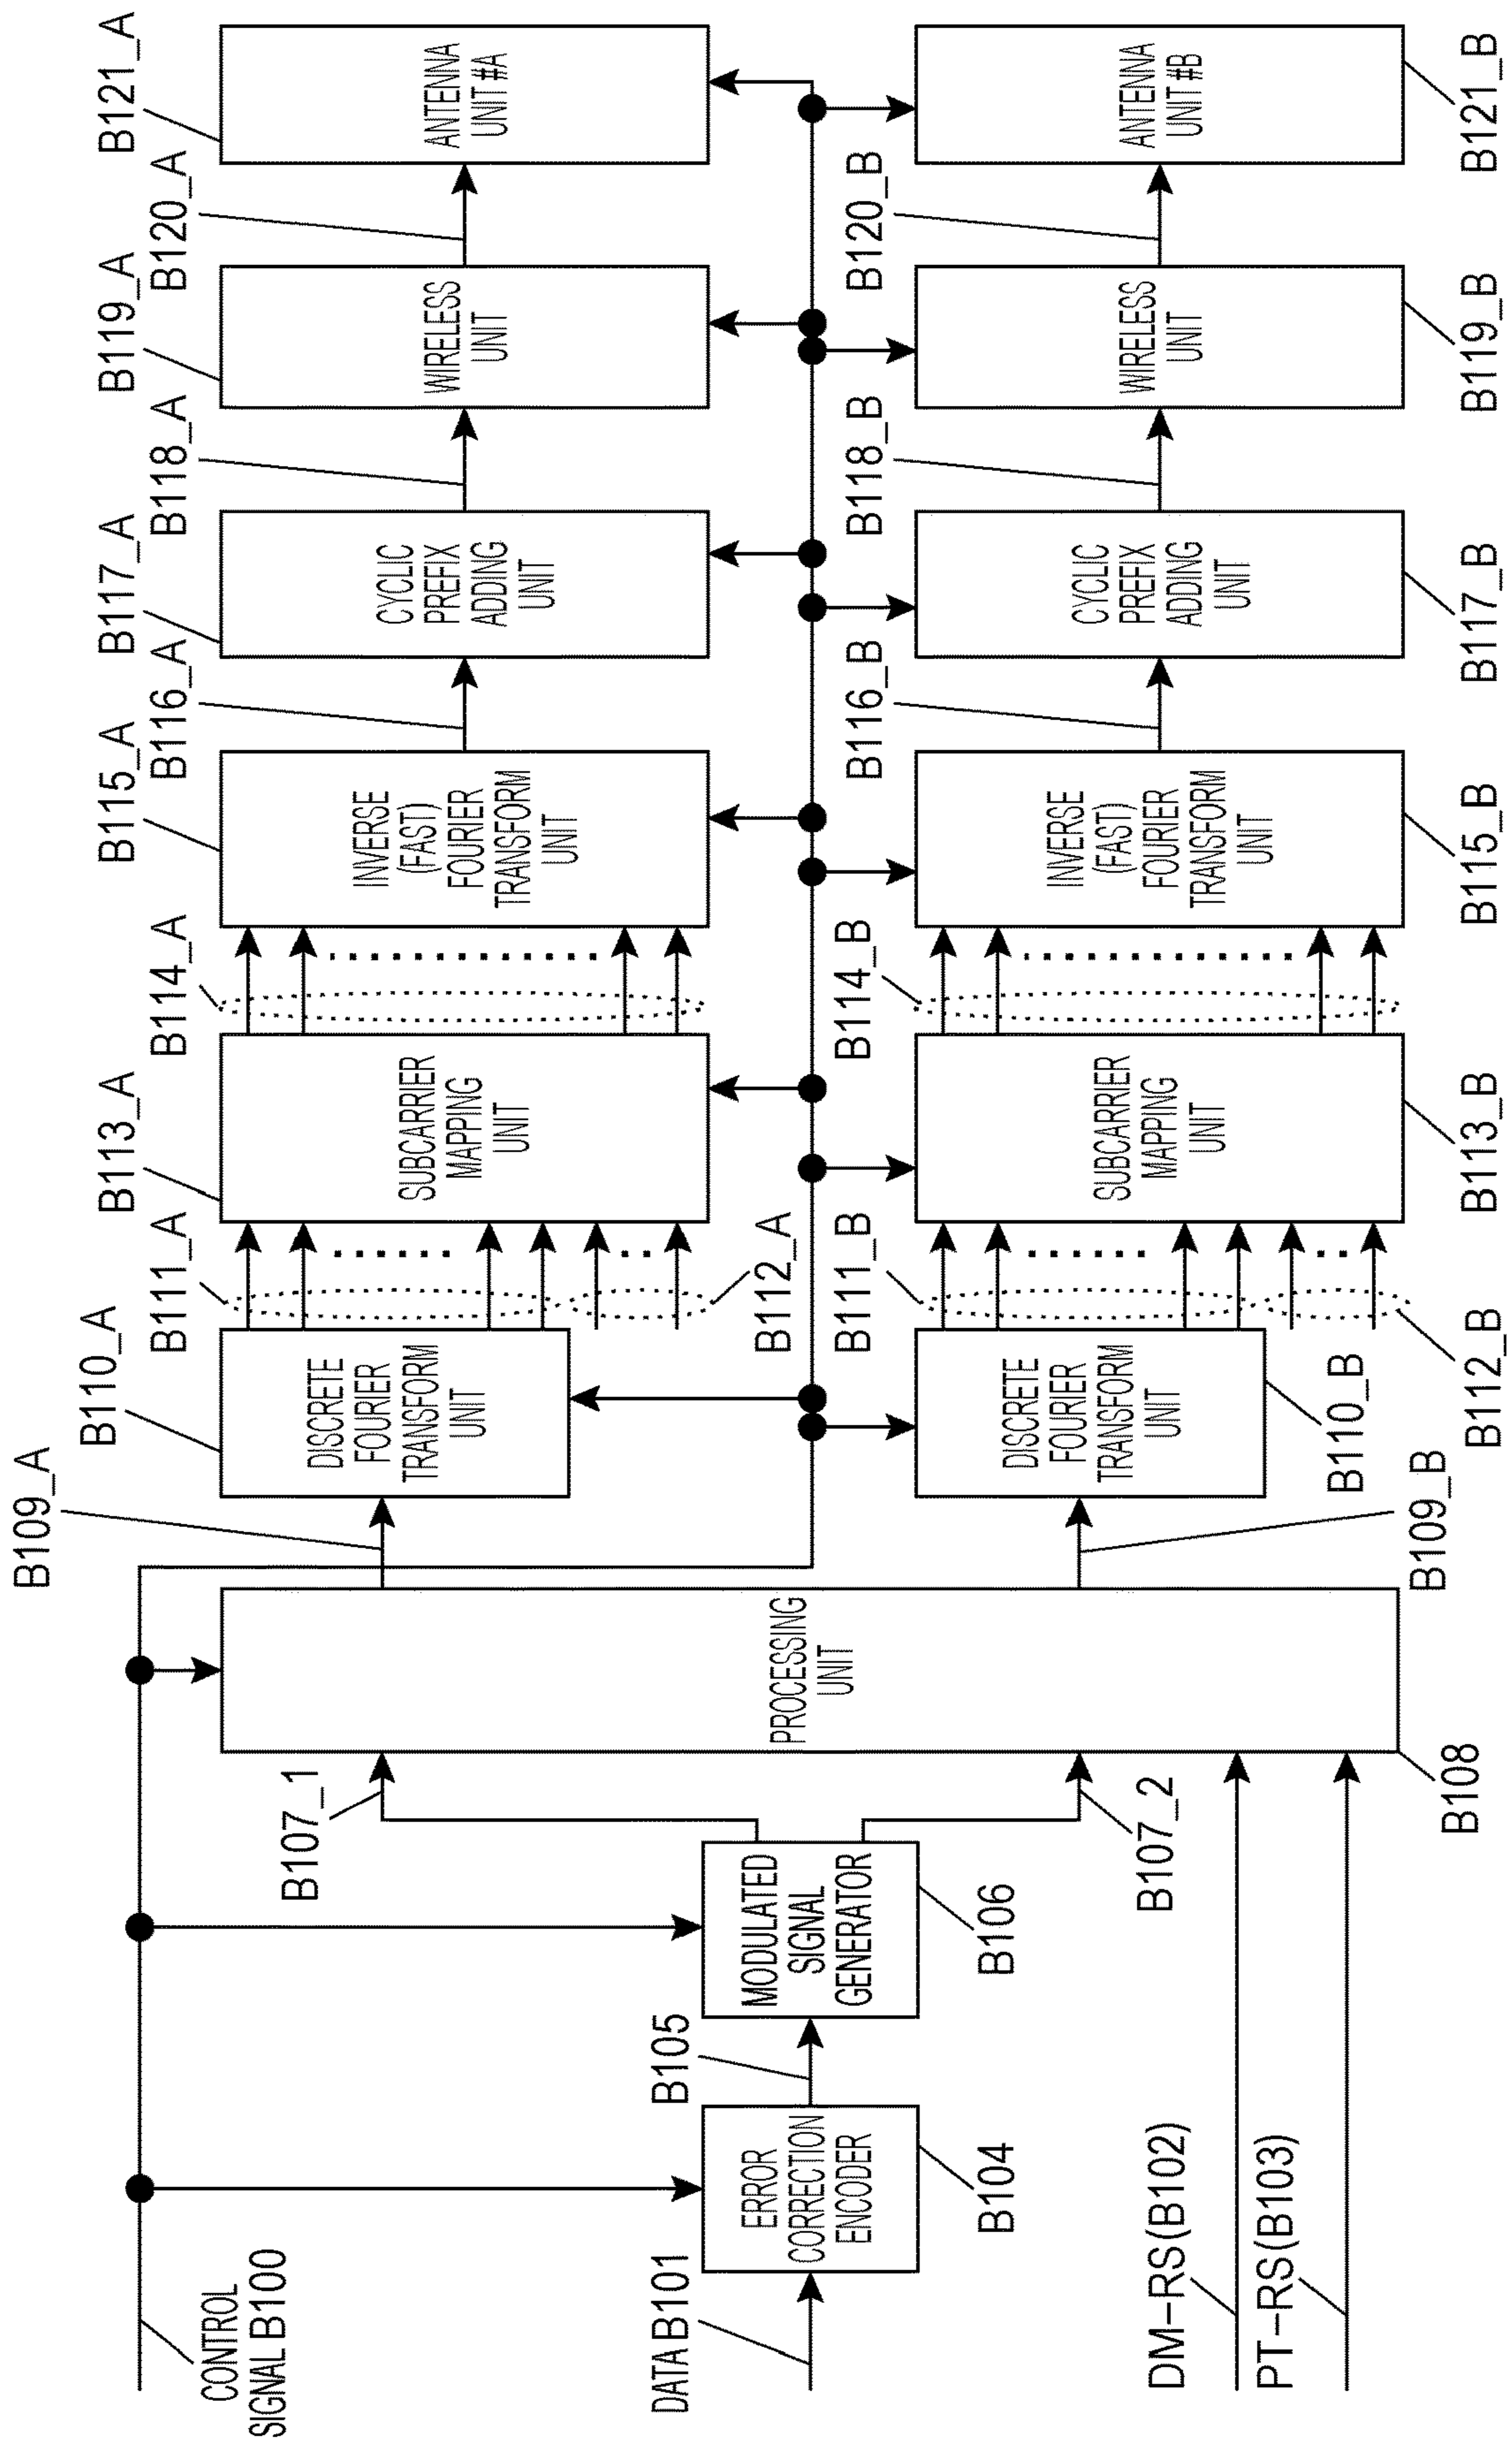 CONTROL
SIGNAL B100
DATA B101
DM-RS(B102)
PT-RS(B103)
ERROR
CORRECTION
ENCODER
B104
B105
MODULATED
SIGNAL
GENERATOR
B106
B107_1
B107_2
PROCESSING
UNIT
B108
B109_A
B109_B
DISCRETE
FOURIER
TRANSFORM
UNIT
B110_A
B111_A
B112_A
SUBCARRIER
MAPPING
UNIT
B113_A
B114_A
INVERSE
(FAST)
FOURIER
TRANSFORM
UNIT
B115_A
B116_A
CYCLIC
PREFIX
ADDING
UNIT
B117_A
B118_A
WIRELESS
UNIT
B119_A
B120_A
ANTENNA
UNIT #A
B121_A
DISCRETE
FOURIER
TRANSFORM
UNIT
B110_B
B111_B
B112_B
SUBCARRIER
MAPPING
UNIT
B113_B
B114_B
INVERSE
(FAST)
FOURIER
TRANSFORM
UNIT
B115_B
B116_B
CYCLIC
PREFIX
ADDING
UNIT
B117_B
B118_B
WIRELESS
UNIT
B119_B
B120_B
ANTENNA
UNIT #B
B121_B